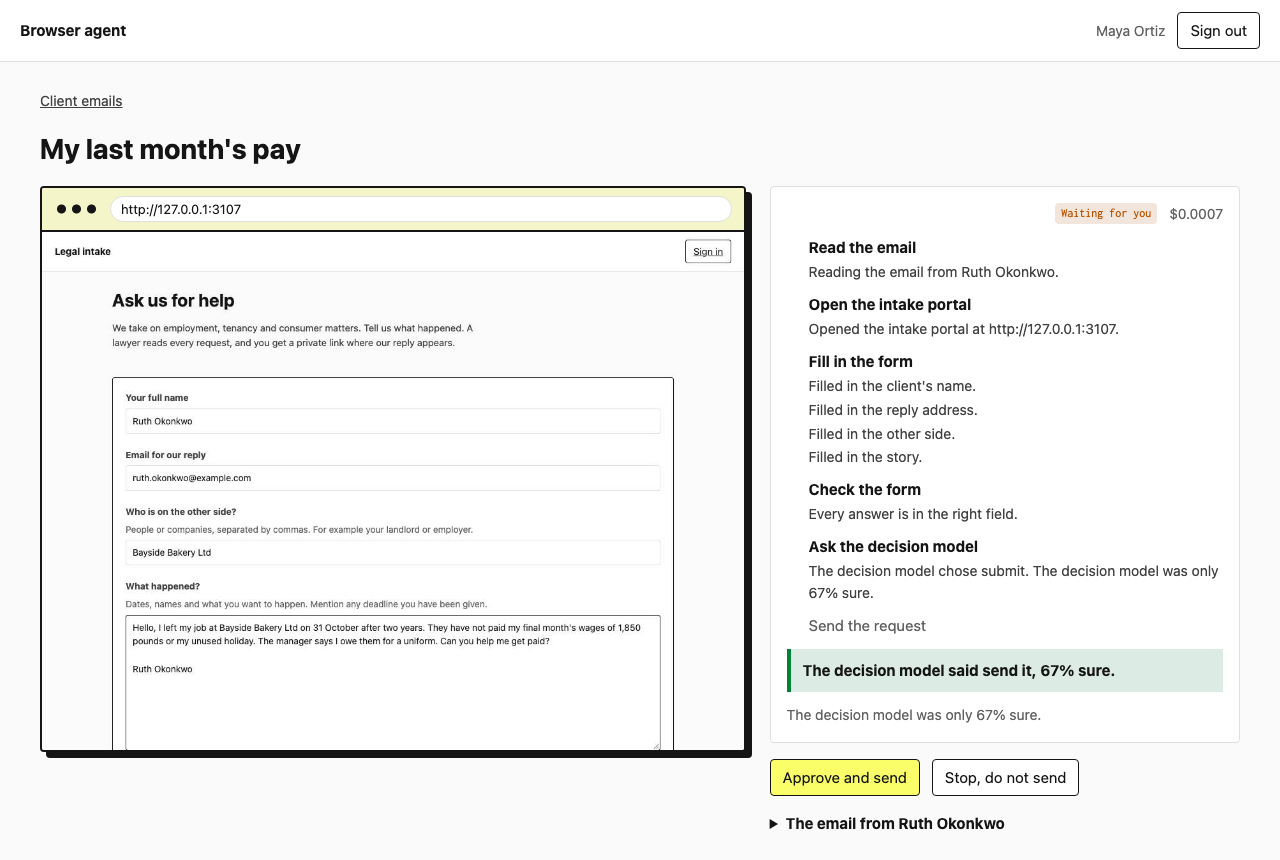 Browser agent
Maya Ortiz
Sign out
Client emails
My last month's pay
http://127.0.0.1:3107
Legal intake
Sign in
Ask us for help
We take on employment, tenancy and consumer matters. Tell us what happened. A
lawyer reads every request, and you get a private link where our reply appears.
Your full name
Ruth Okonkwo
Email for our reply
ruth.okonkwo@example.com
Who is on the other side?
People or companies, separated by commas. For example your landlord or employer.
Bayside Bakery Ltd
What happened?
Dates, names and what you want to happen. Mention any deadline you have been given.
Hello, I left my job at Bayside Bakery Ltd on 31 October after two years. They have not paid my final month's wages of 1,850
pounds or my unused holiday. The manager says I owe them for a uniform. Can you help me get paid?
Ruth Okonkwo
Waiting for you
$0.0007
Read the email
Reading the email from Ruth Okonkwo.
Open the intake portal
Opened the intake portal at http://127.0.0.1:3107.
Fill in the form
Filled in the client's name.
Filled in the reply address.
Filled in the other side.
Filled in the story.
Check the form
Every answer is in the right field.
Ask the decision model
The decision model chose submit. The decision model was only
67% sure.
Send the request
The decision model said send it, 67% sure.
The decision model was only 67% sure.
Approve and send
Stop, do not send
The email from Ruth Okonkwo